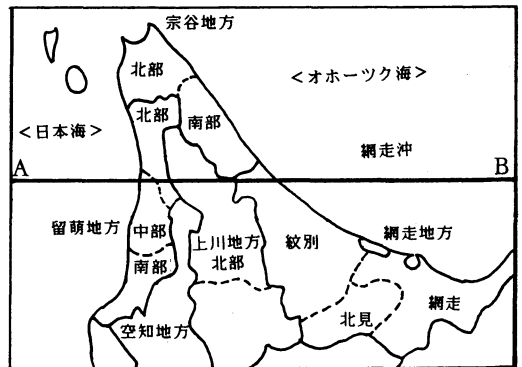 宗谷地方
北部
<オホーツク海>
北部
南部
<日本海>
網走沖
A
B
留萌地方
中部
上川地方
北部
紋別
網走地方
南部
網走
空知地方
北見